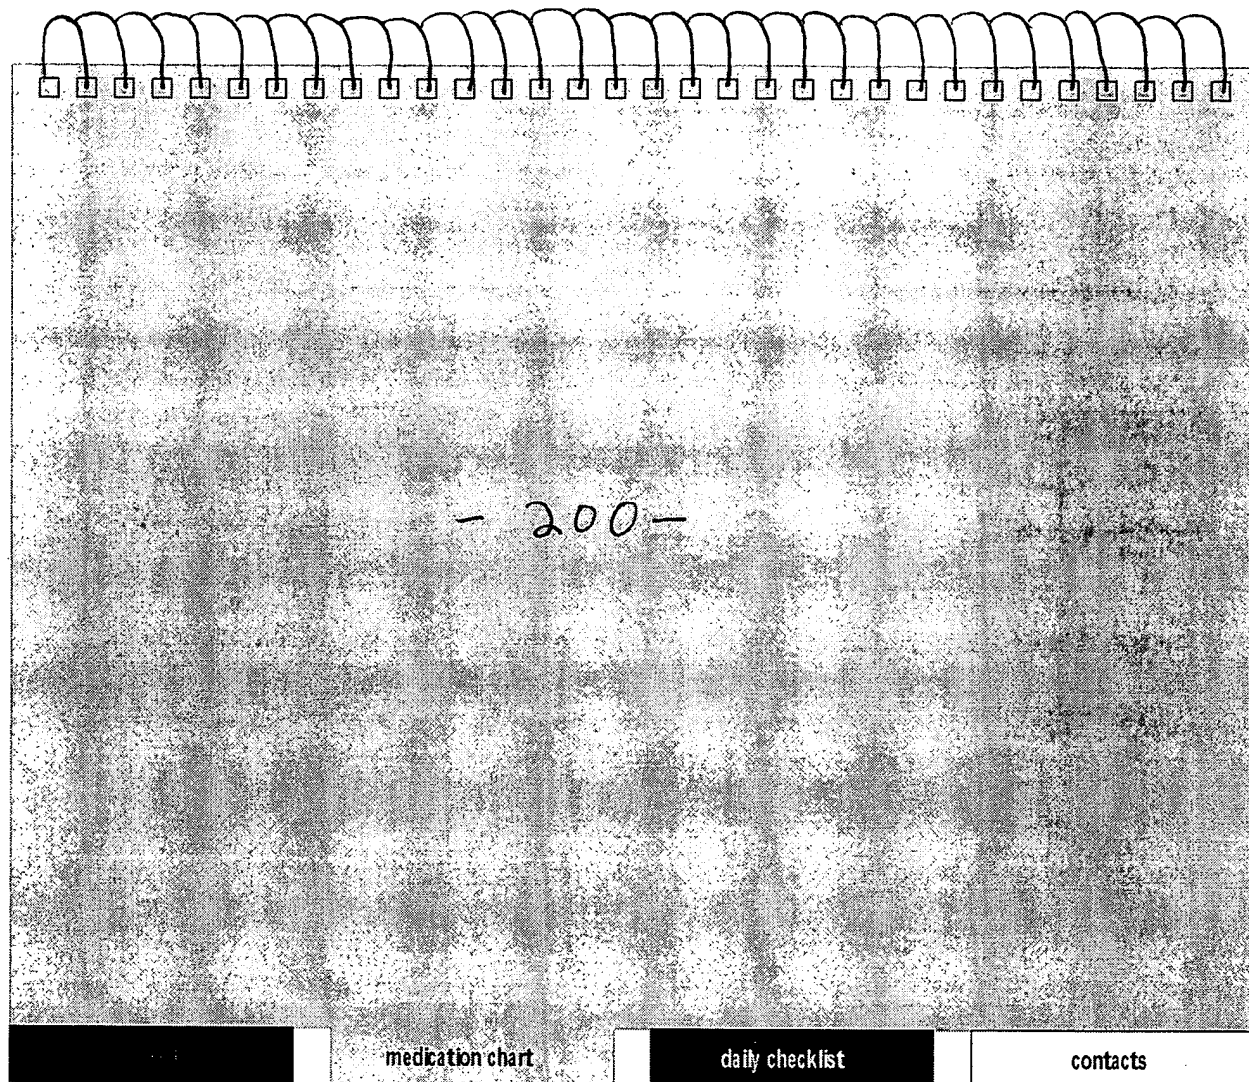 - 200 -
medication chart
daily checklist
contacts